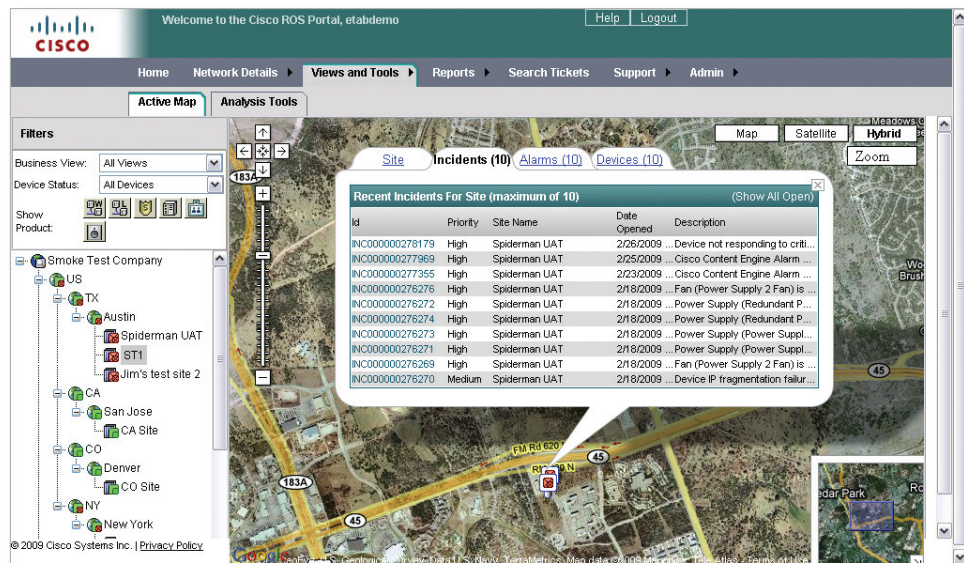 Welcome to the Cisco ROS Portal, etabdemo
Help Logout
CISCO
Home Network Details Views and Tools Reports Search Tickets Support Admin
Active Map Analysis Tools
Filters
Business View: All Views
Device Status: All Devices
Show Product:
Smoke Test Company
US
TX
Austin
Spiderman UAT
ST1
Jim's test site 2
CA
San Jose
CA Site
CO
Denver
CO Site
NY
New York
© 2009 Cisco Systems Inc. | Privacy Policy
Map Satellite Hybrid
Zoom
Site Incidents (10) Alarms (10) Devices (10)
Recent Incidents For Site (maximum of 10) (Show All Open)
Id Priority Site Name Date Opened Description
INC000000278179 High Spiderman UAT 2/26/2009 ... Device not responding to criti...
INC000000277969 High Spiderman UAT 2/25/2009 ... Cisco Content Engine Alarm ...
INC000000277355 High Spiderman UAT 2/23/2009 ... Cisco Content Engine Alarm ...
INC000000276276 High Spiderman UAT 2/18/2009 ... Fan (Power Supply 2 Fan) is ...
INC000000276272 High Spiderman UAT 2/18/2009 ... Power Supply (Redundant P...
INC000000276274 High Spiderman UAT 2/18/2009 ... Power Supply (Redundant P...
INC000000276273 High Spiderman UAT 2/18/2009 ... Power Supply (Power Suppl...
INC000000276271 High Spiderman UAT 2/18/2009 ... Power Supply (Power Suppl...
INC000000276269 High Spiderman UAT 2/18/2009 ... Fan (Power Supply 2 Fan) is ...
INC000000276270 Medium Spiderman UAT 2/18/2009 ... Device IP fragmentation failur...
Meadows
183A
Brush
45
FM Rd 620
45
183A
45
edar Park
Ro
Google